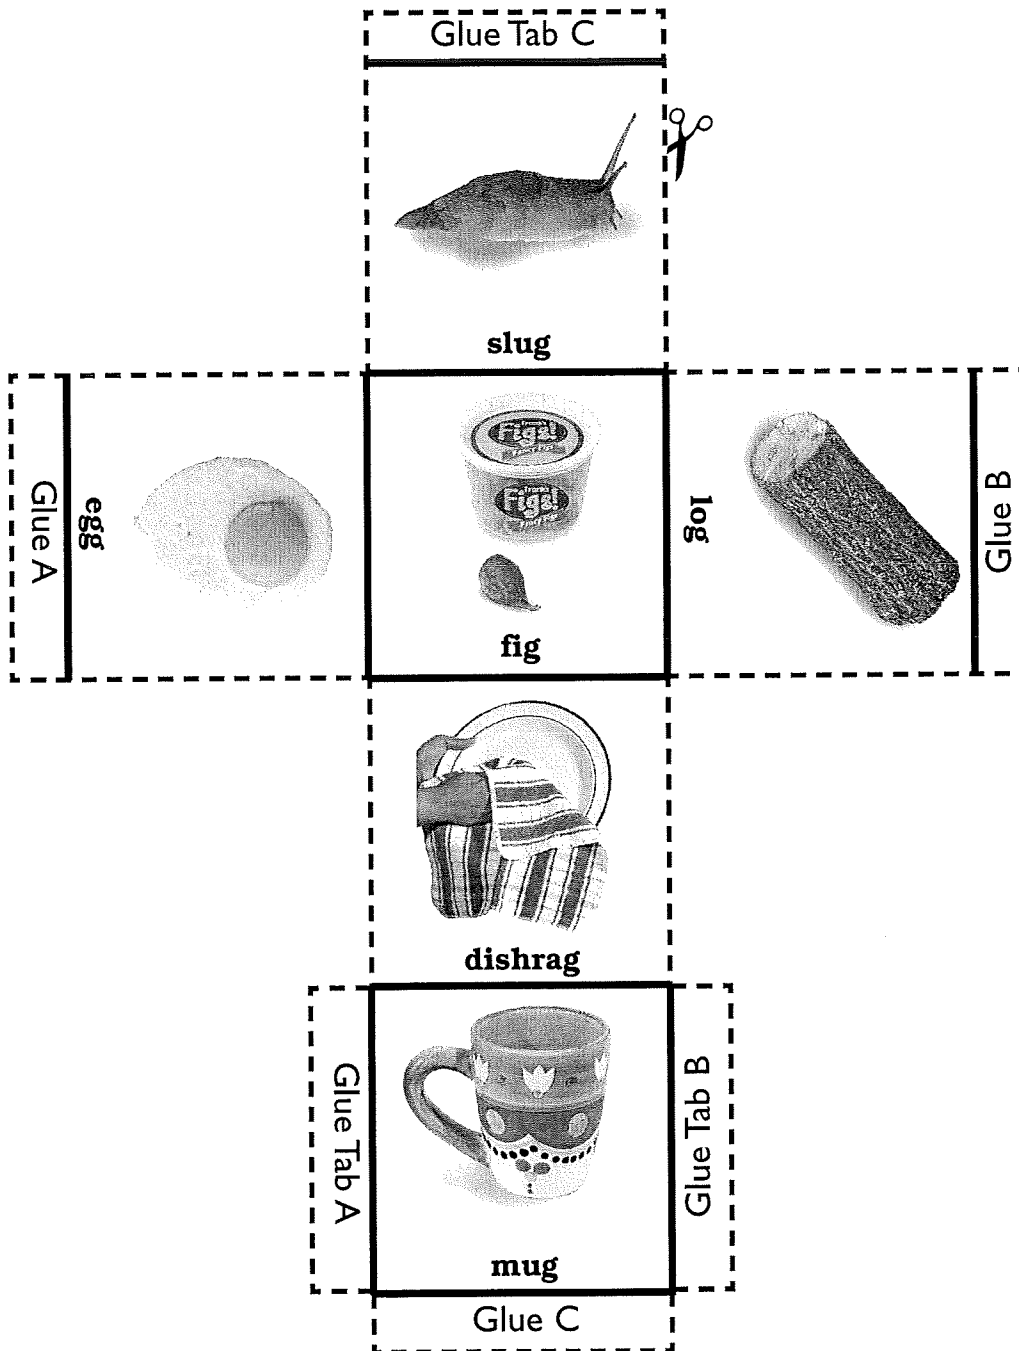 Glue Tab C
slug
Glue A
egg
Figs!
Figs!
fig
log
Glue B
dishrag
Glue Tab A
Glue Tab B
mug
Glue C